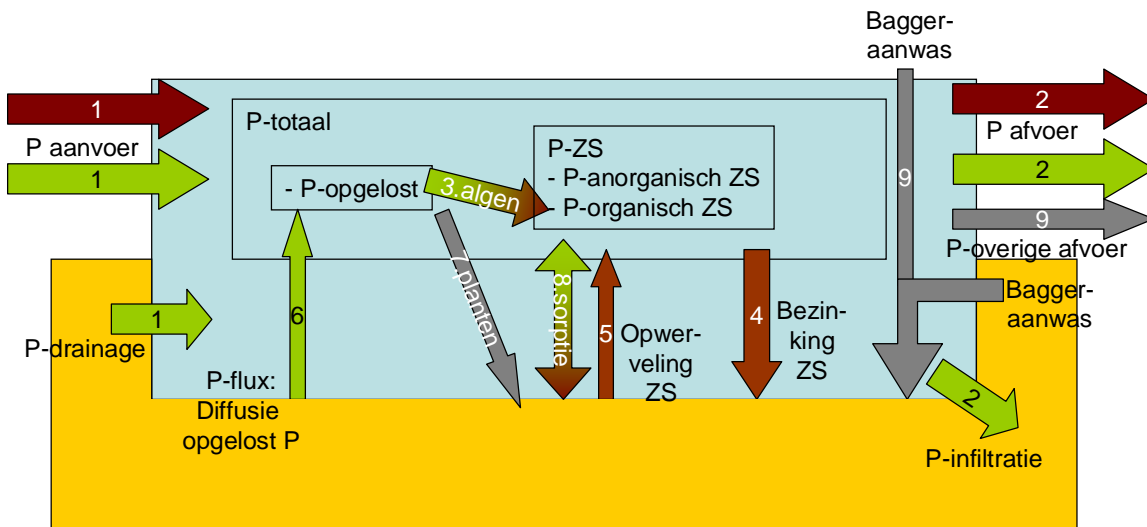 Bagger-
aanwas
1
P aanvoer
1
P-totaal
- P-opgelost
3.algen
P-ZS
- P-anorganisch ZS
- P-organisch ZS
9
2
P afvoer
2
9
P-overige afvoer
Bagger-
aanwas
1
P-drainage
6
P-flux:
Diffusie
opgelost P
7.planten
8.sorptie
5
Opwer-
veling
ZS
4
Bezin-
king
ZS
2
P-infiltratie